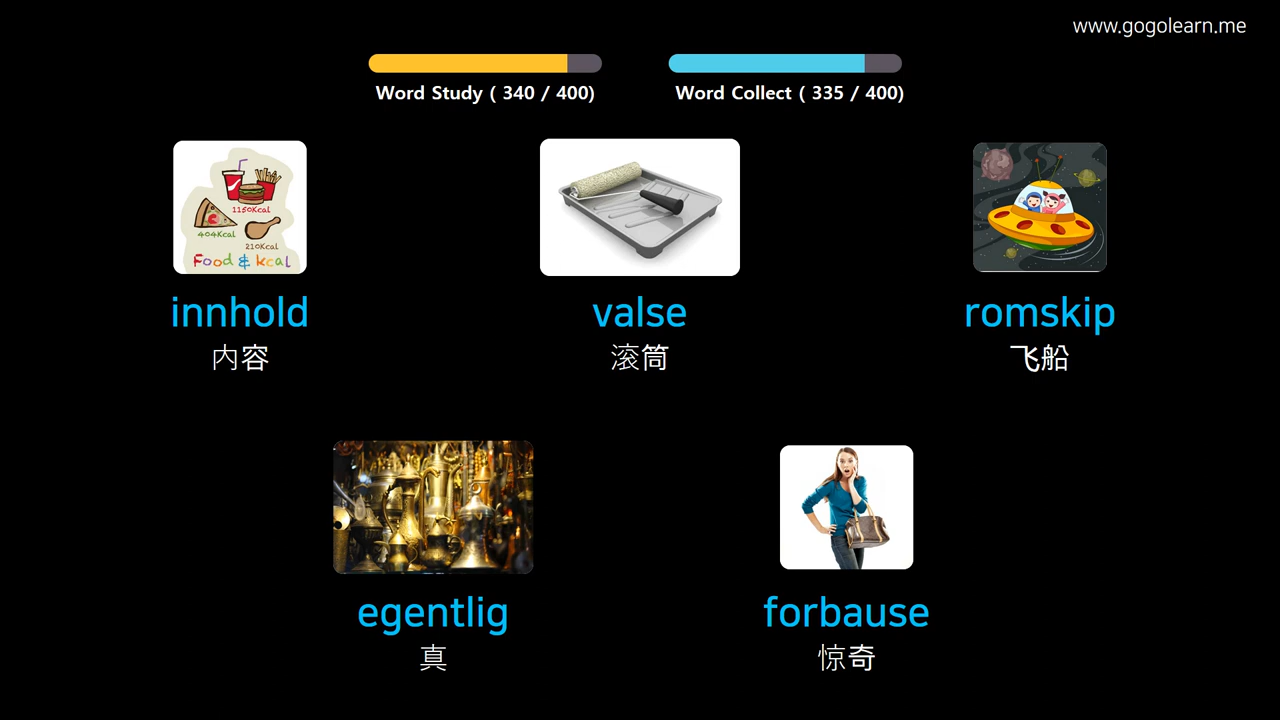 www.gogolearn.me
Word Study ( 340 / 400)
Word Collect ( 335 / 400)
1150Kcal
404Kcal
210Kcal
Food & kcal
innhold
内容
valse
滚筒
romskip
飞船
egentlig
真
forbause
惊奇